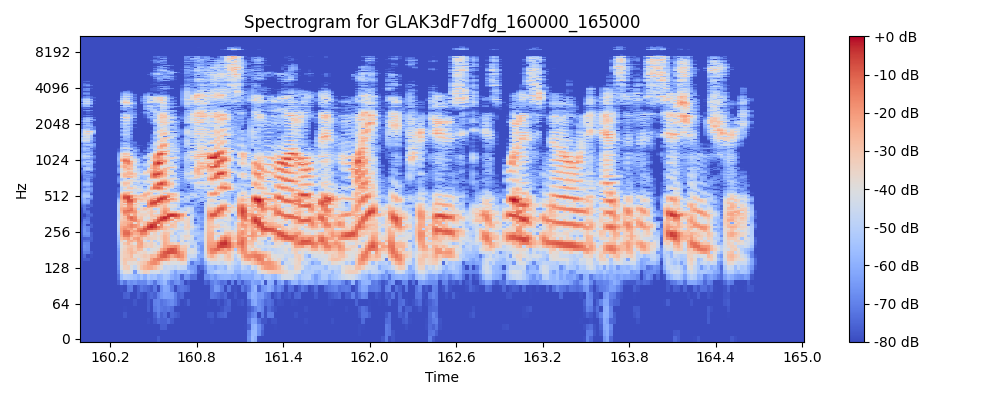 Spectrogram for GLAK3dF7dfg_160000_165000
8192
4096
2048
1024
512
256
128
64
0
Hz
160.2 160.8 161.4 162.0 162.6 163.2 163.8 164.4 165.0
Time
+0 dB
-10 dB
-20 dB
-30 dB
-40 dB
-50 dB
-60 dB
-70 dB
-80 dB